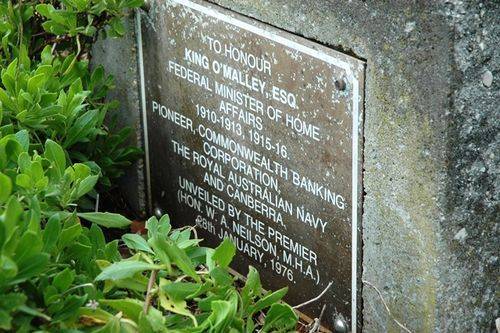 TO HONOUR
KING O'MALLEY, ESQ.
FEDERAL MINISTER OF HOME
AFFAIRS
1910-1913, 1915-16.
PIONEER, COMMONWEALTH BANKING
CORPORATION,
THE ROYAL AUSTRALIAN NAVY
AND CANBERRA.
UNVEILED BY THE PREMIER
(HON. W. A. NEILSON, M.H.A.)
28th JANUARY, 1976.